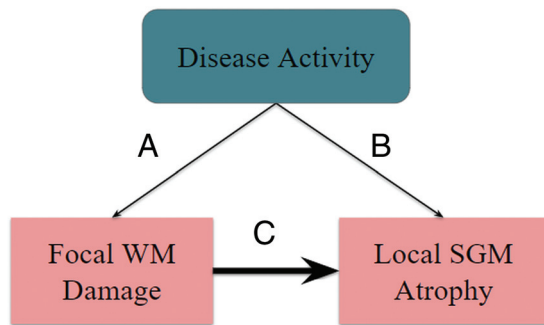 Disease Activity
A
B
C
Focal WM
Damage
Local SGM
Atrophy